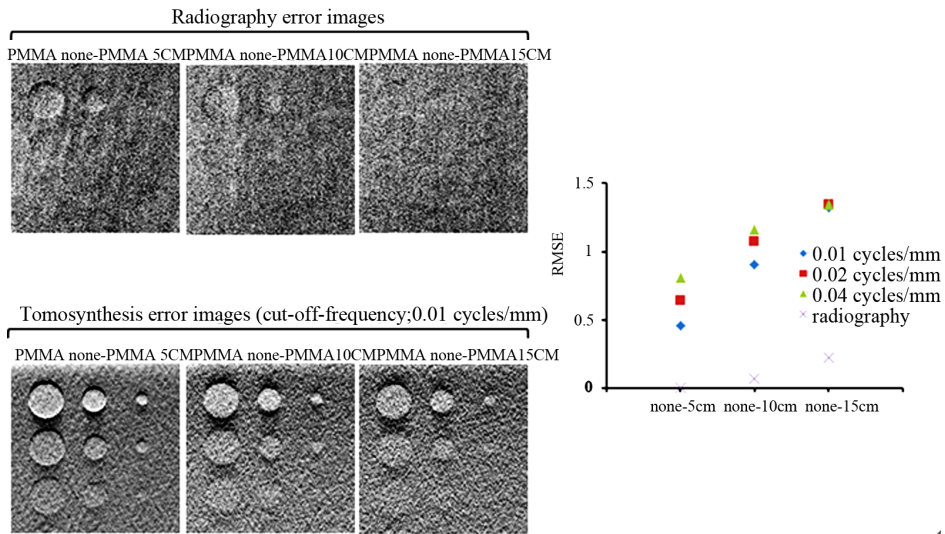 Radiography error images
PMMA none-PMMA 5CMPMMA none-PMMA10CMPMMA none-PMMA15CM
Tomosynthesis error images (cut-off-frequency;0.01 cycles/mm)
PMMA none-PMMA 5CMPMMA none-PMMA10CMPMMA none-PMMA15CM
1.5
1
0.5
0
RMSE
none-5cm none-10cm none-15cm
0.01 cycles/mm
0.02 cycles/mm
0.04 cycles/mm
radiography